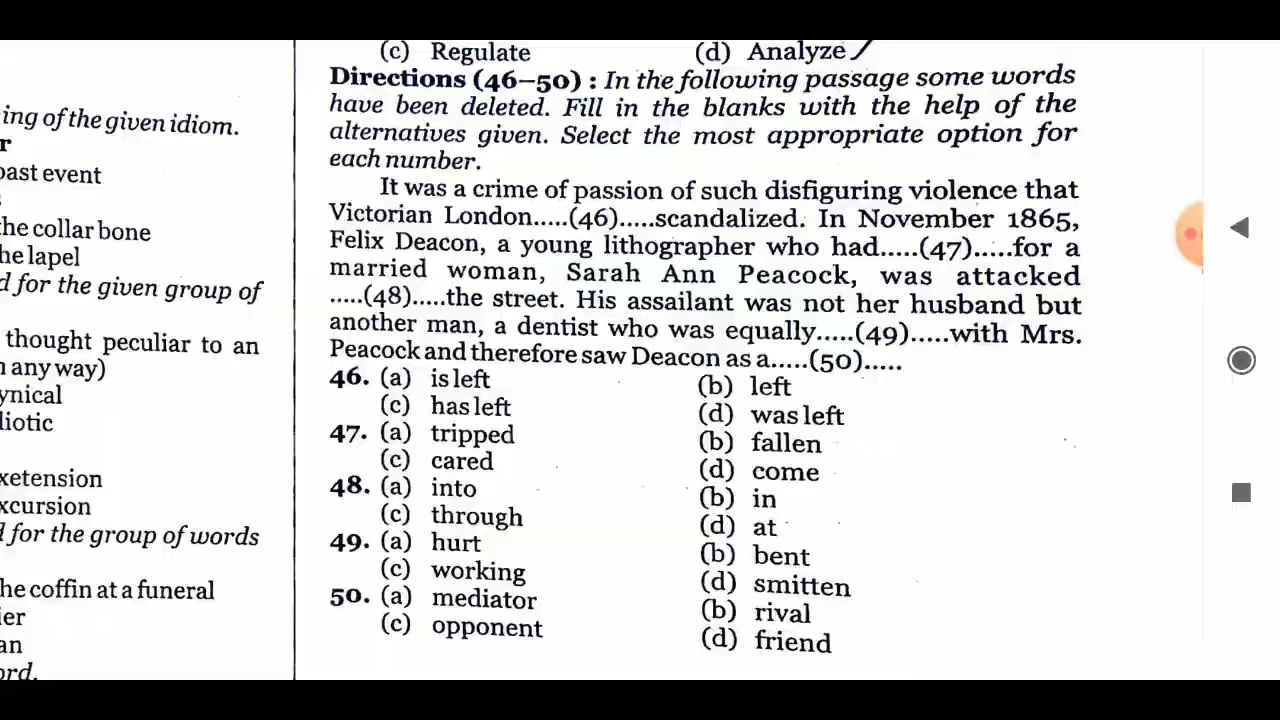 ing of the given idiom.
r
past event
s
the collar bone
he lapel
d for the given group of
thought peculiar to an
n any way)
ynical
liotic
xetension
xcursion
d for the group of words
he coffin at a funeral
ier
an
ord.
(c) Regulate (d) Analyze
Directions (46–50) : In the following passage some words
have been deleted. Fill in the blanks with the help of the
alternatives given. Select the most appropriate option for
each number.
It was a crime of passion of such disfiguring violence that
Victorian London.....(46).....scandalized. In November 1865,
Felix Deacon, a young lithographer who had.....(47).....for a
married woman, Sarah Ann Peacock, was attacked
.....(48).....the street. His assailant was not her husband but
another man, a dentist who was equally.....(49).....with Mrs.
Peacock and therefore saw Deacon as a.....(50).....
46. (a) is left (b) left
(c) has left (d) was left
47. (a) tripped (b) fallen
(c) cared (d) come
48. (a) into (b) in
(c) through (d) at
49. (a) hurt (b) bent
(c) working (d) smitten
50. (a) mediator (b) rival
(c) opponent (d) friend